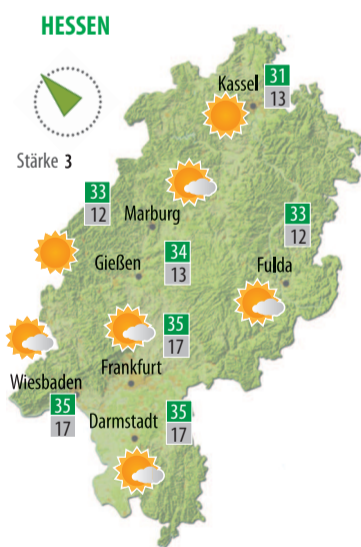 HESSEN
31
Kassel
13
Stärke 3
33
12
Marburg
33
12
34
Gießen
13
Fulda
35
17
Frankfurt
Wiesbaden
35
17
Darmstadt
35
17